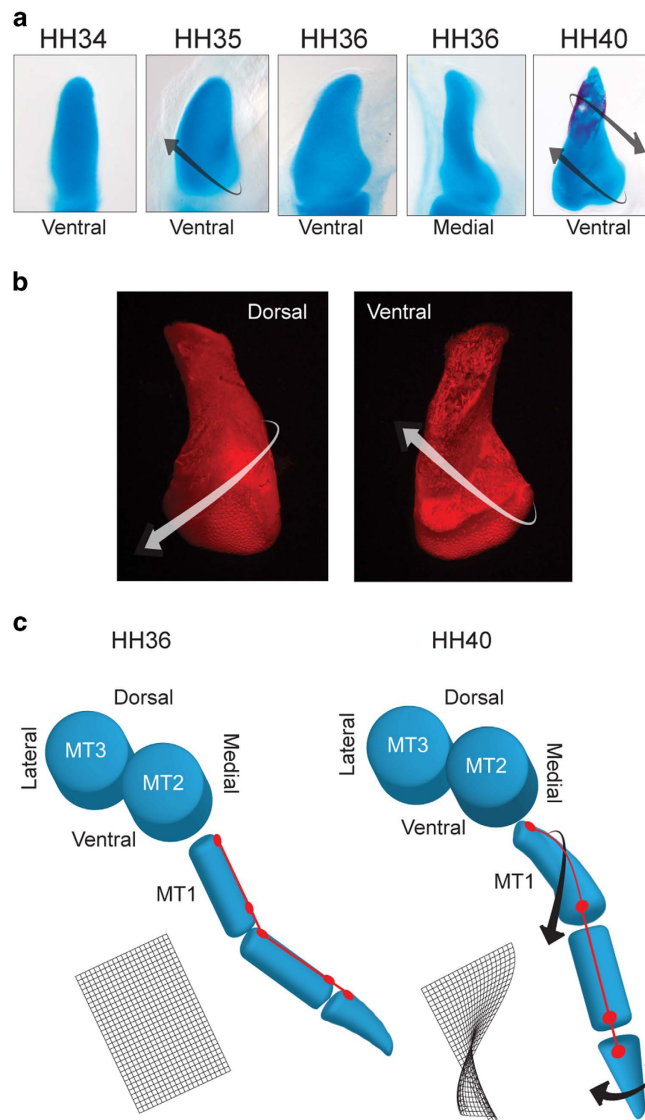 a
HH34 HH35 HH36 HH36 HH40
Ventral Ventral Ventral Medial Ventral
b
Dorsal Ventral
c
HH36 HH40
Dorsal Dorsal
Lateral MT3 MT2 Medial Lateral MT3 MT2 Medial
Ventral Ventral
MT1 MT1